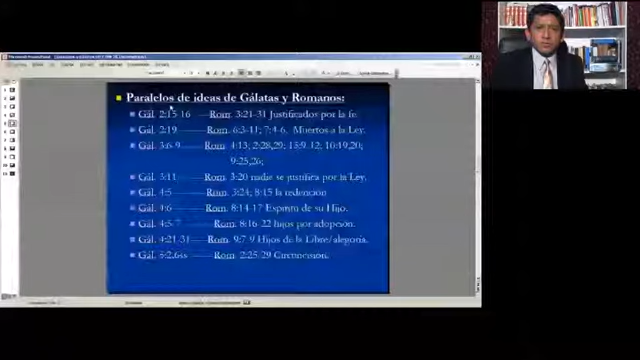 Paralelos de ideas de Gálatas y Romanos:
Gál. 2:15-16 ----Rom. 3:21-31 Justificados por la fe.
Gál. 2:19 ------- Rom. 6:3-11; 7:4-6. Muertos a la Ley.
Gál. 3:6-9------- Rom. 4:13; 2:28,29; 15:9-12; 10:19,20;
9:25,26;
Gál. 3:11 ------- Rom. 3:20 nadie se justifica por la Ley.
Gál. 4:5 -------- Rom. 3:24; 8:15 la redención
Gál. 4:6 ------- Rom. 8:14-17 Espíritu de su Hijo.
Gál. 4:5-7------- Rom. 8:16-22 hijos por adopción.
Gál. 4:21-31----- Rom. 9:7-9 Hijos de la Libre/alegoría.
Gál. 5:2,6ss------ Rom. 2:25-29 Circuncisión.